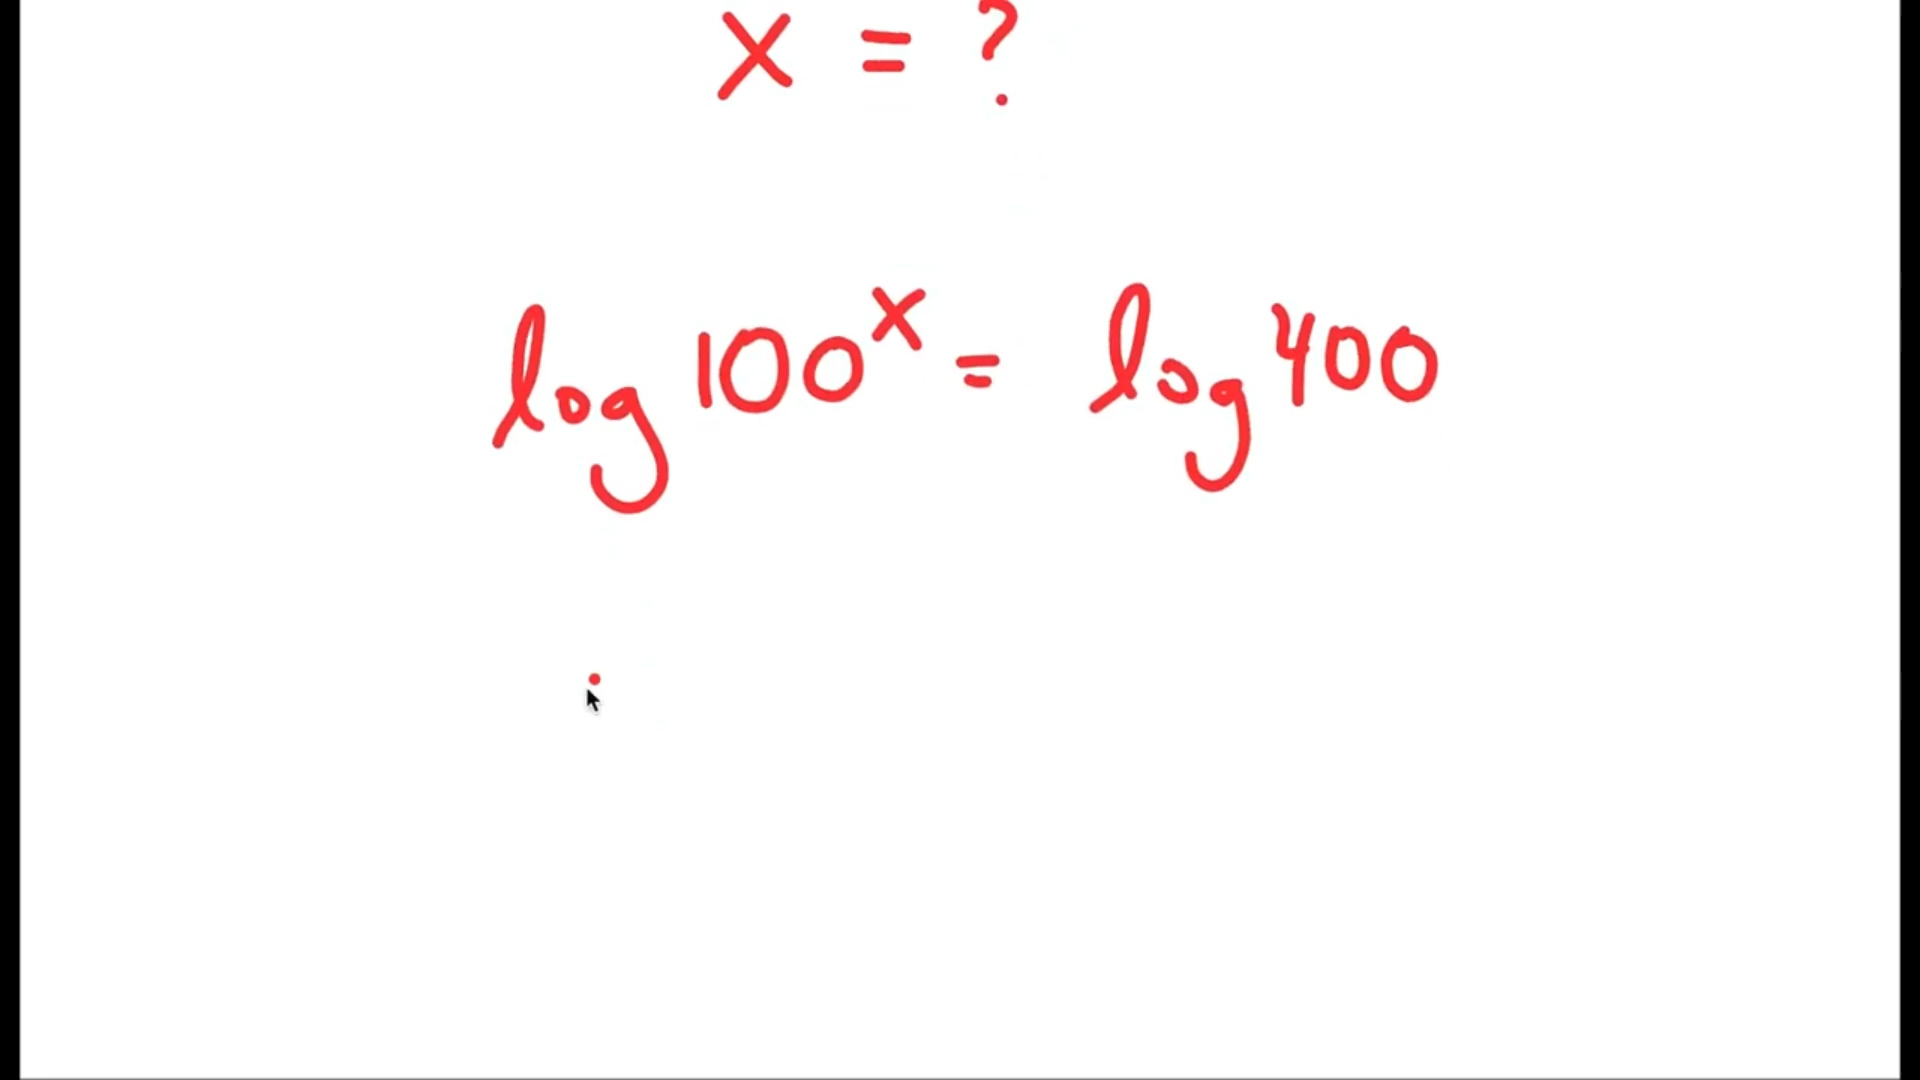 x = ?
log 100^x = log 400